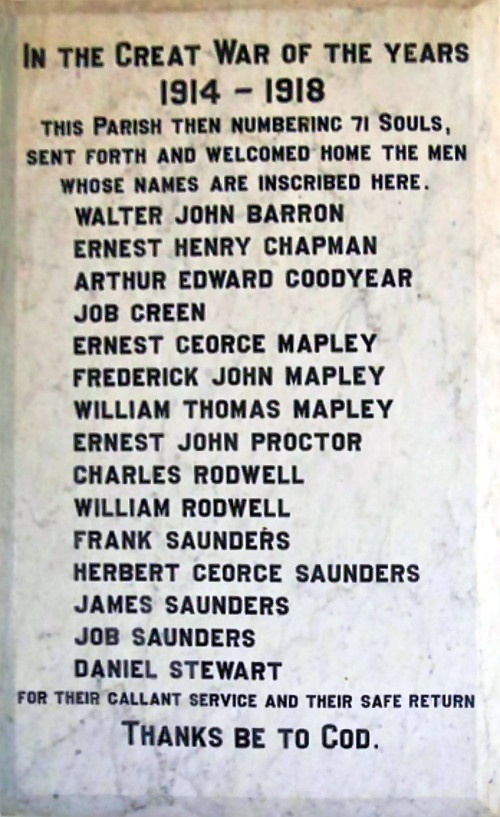 In the Great War of the years
1914 - 1918
this Parish then numbering 71 Souls,
sent forth and welcomed home the men
whose names are inscribed here.
WALTER JOHN BARRON
ERNEST HENRY CHAPMAN
ARTHUR EDWARD GOODYEAR
JOB GREEN
ERNEST GEORGE MAPLEY
FREDERICK JOHN MAPLEY
WILLIAM THOMAS MAPLEY
ERNEST JOHN PROCTOR
CHARLES RODWELL
WILLIAM RODWELL
FRANK SAUNDERS
HERBERT GEORGE SAUNDERS
JAMES SAUNDERS
JOB SAUNDERS
DANIEL STEWART
for their gallant service and their safe return
Thanks be to God.